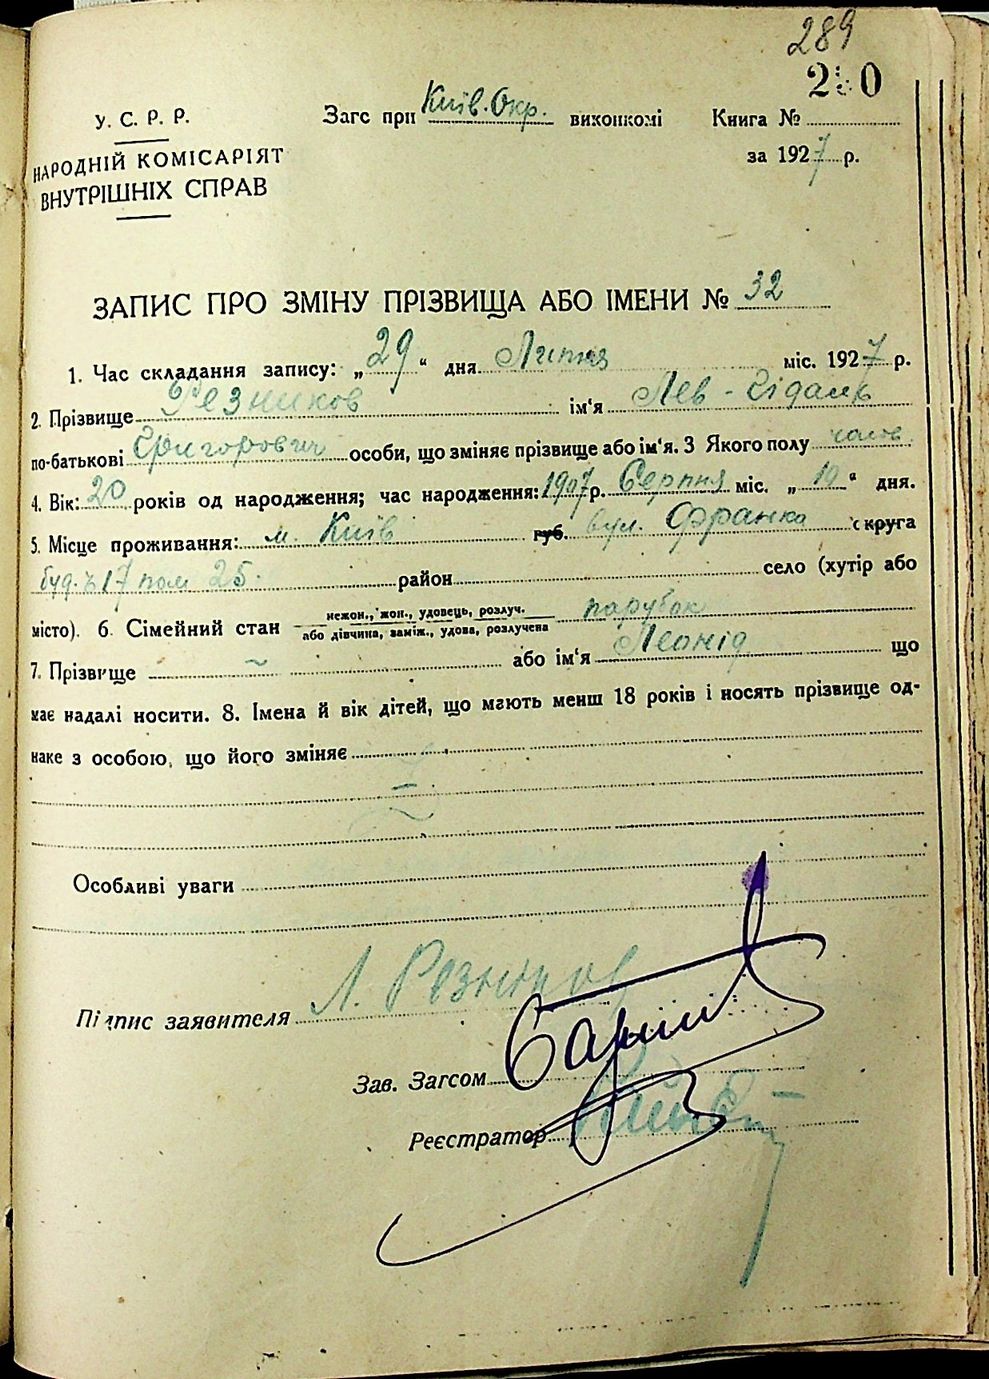 289
У. С. Р. Р.
НАРОДНІЙ КОМІСАРІЯТ
ВНУТРІШНІХ СПРАВ
Загс при Київ. Окр. виконкомі
Книга №
за 1927 р.
ЗАПИС ПРО ЗМІНУ ПРІЗВИЩА АБО ІМЕНИ № 32
1. Час складання запису: „29“ дня Липня міс. 1927 р.
2. Прізвище Резников ім'я Лев-
по-батькові Григорович особи, що зміняє прізвище або ім'я. 3 Якого полу чолов.
4. Вік: 20 років од народження; час народження: 1907 р. Серпня міс. „19“ дня.
5. Місце проживання: м. Київ губ. вул. Франка округа
буд. № 17 пом 25. район село (хутір або
місто). 6 Сімейний стан нежон., жон., удовець, розлуч. парубок
або дівчина, заміж., удова, розлучена
7. Прізвище або ім'я Леонід що
має надалі носити. 8. Імена й вік дітей, що мають менш 18 років і носять прізвище од-
наке з особою, що його зміняє
Особливі уваги
Підпис заявителя Л. Резников
Зав. Загсом
Реєстратор